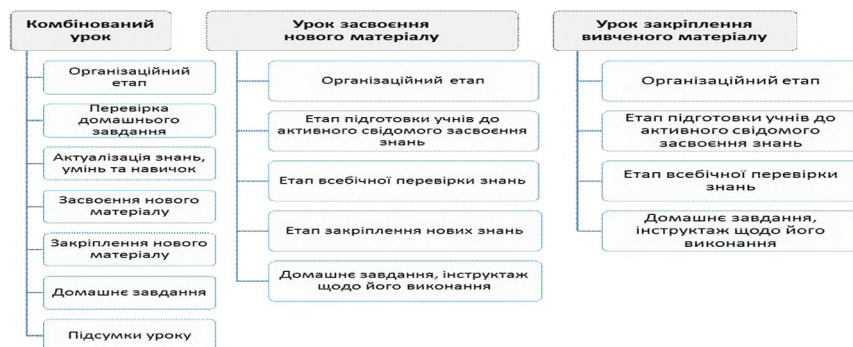 Комбінований
урок
Організаційний
етап
Перевірка
домашнього
завдання
Актуалізація знань,
умінь та навичок
Засвоєння нового
матеріалу
Закріплення нового
матеріалу
Домашнє завдання
Підсумки уроку
Урок засвоєння
нового матеріалу
Організаційний етап
Етап підготовки учнів до
активного свідомого засвоєння
знань
Етап всебічної перевірки знань
Етап закріплення нових знань
Домашнє завдання, інструктаж
щодо його виконання
Урок закріплення
вивченого матеріалу
Організаційний етап
Етап підготовки учнів до
активного свідомого
засвоєння знань
Етап всебічної перевірки
знань
Домашнє завдання,
інструктаж щодо його
виконання